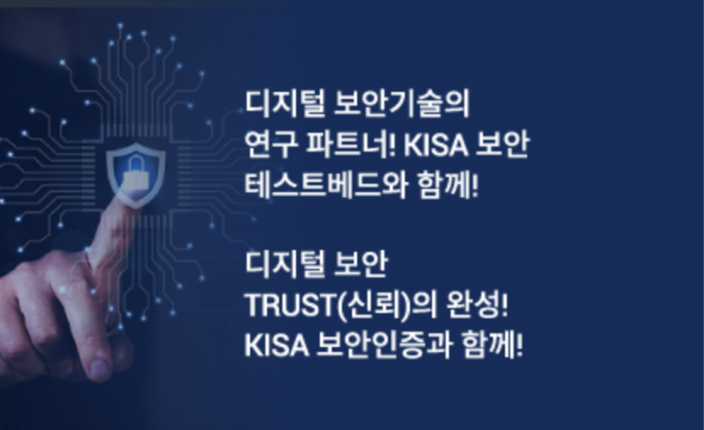 디지털 보안기술의
연구 파트너! KISA 보안
테스트베드와 함께!
디지털 보안
TRUST(신뢰)의 완성!
KISA 보안인증과 함께!